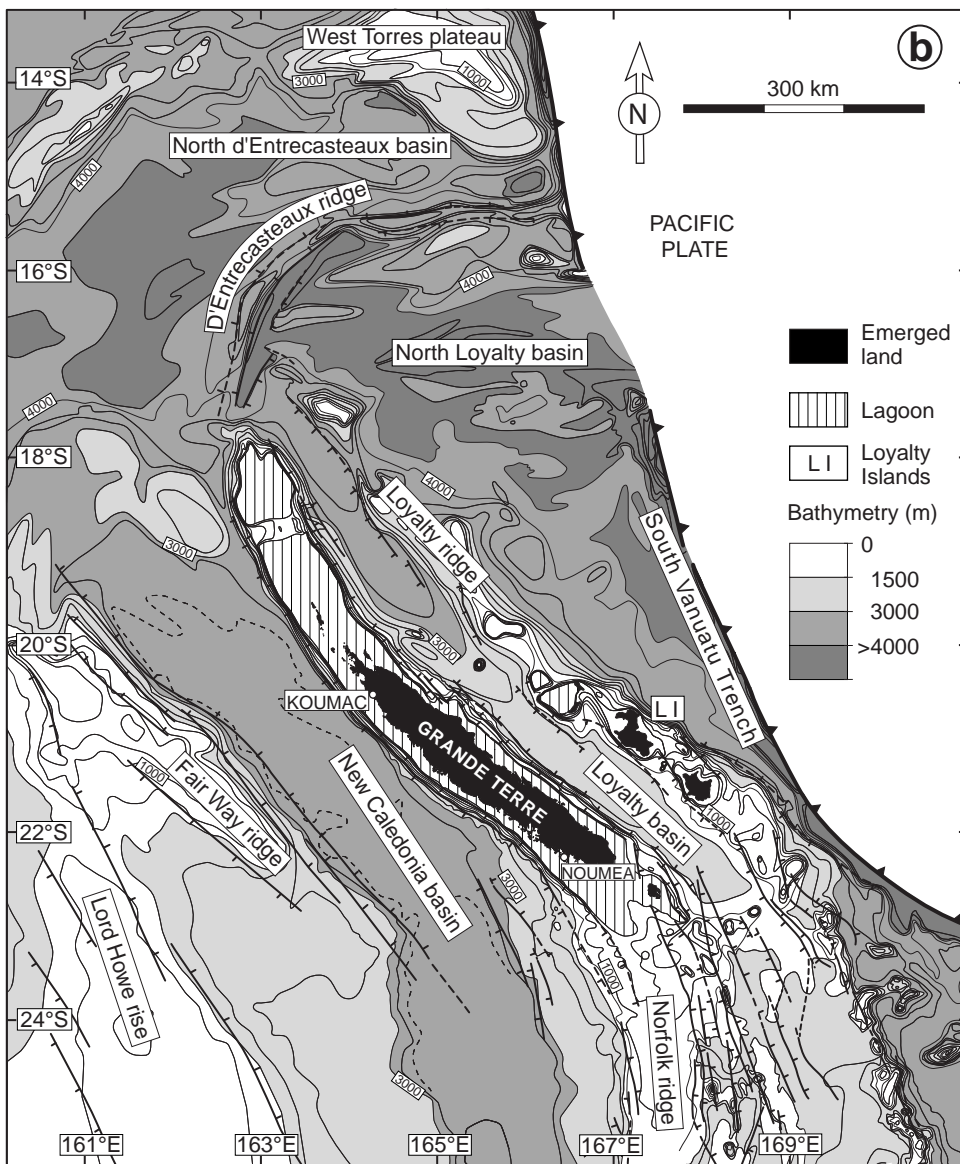 b
West Torres plateau
1000
3000
14°S
300 km
N
North d'Entrecasteaux basin
4000
D'Entrecasteaux ridge
PACIFIC
PLATE
16°S
4000
Emerged
land
North Loyalty basin
Lagoon
4000
18°S
L I
Loyalty
Islands
4000
Loyalty ridge
Bathymetry (m)
0
1500
3000
>4000
3000
South Vanuatu Trench
20°S
3000
KOUMAC
L I
GRANDE TERRE
1000
Fair Way ridge
New Caledonia basin
Loyalty basin
1000
22°S
NOUMEA
3000
Lord Howe rise
1000
24°S
Norfolk ridge
3000
161°E
163°E
165°E
167°E
169°E